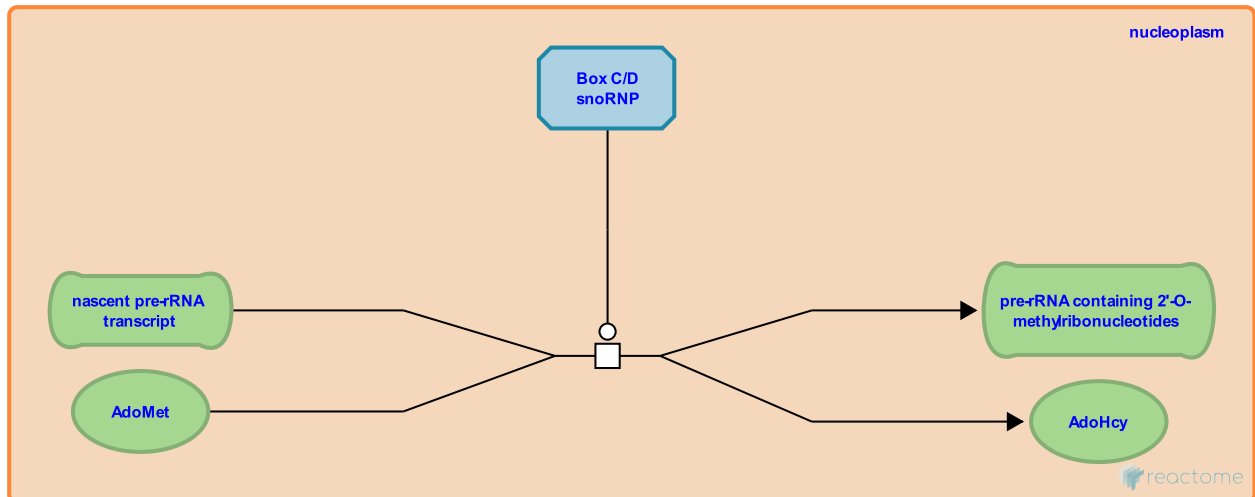 nucleoplasm
Box C/D
snoRNP
nascent pre-rRNA
transcript
pre-rRNA containing 2'-O-
methylribonucleotides
AdoMet
AdoHcy
reactome